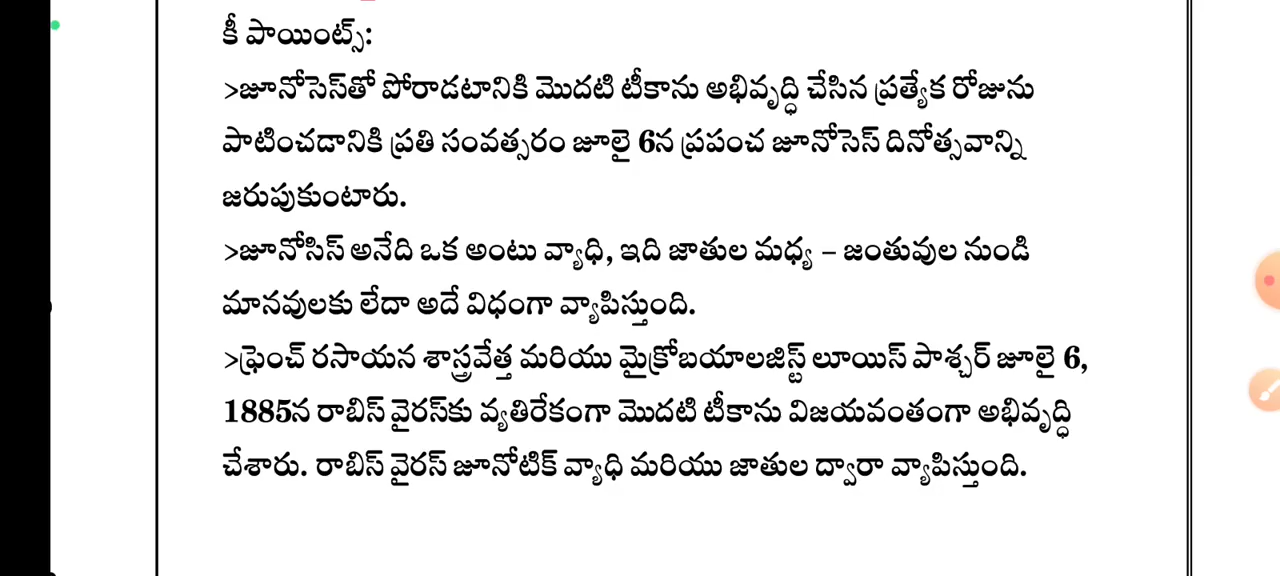 కీ పాయింట్స్:
>జూనోసెస్‌తో పోరాడటానికి మొదటి టీకాను అభివృద్ధి చేసిన ప్రత్యేక రోజును
పాటించడానికి ప్రతి సంవత్సరం జూలై 6న ప్రపంచ జూనోసెస్ దినోత్సవాన్ని
జరుపుకుంటారు.
>జూనోసిస్ అనేది ఒక అంటు వ్యాధి, ఇది జాతుల మధ్య – జంతువుల నుండి
మానవులకు లేదా అదే విధంగా వ్యాపిస్తుంది.
>ఫ్రెంచ్ రసాయన శాస్త్రవేత్త మరియు మైక్రోబయాలజిస్ట్ లూయిస్ పాశ్చర్ జూలై 6,
1885న రాబిస్ వైరస్‌కు వ్యతిరేకంగా మొదటి టీకాను విజయవంతంగా అభివృద్ధి
చేశారు. రాబిస్ వైరస్ జూనోటిక్ వ్యాధి మరియు జాతుల ద్వారా వ్యాపిస్తుంది.